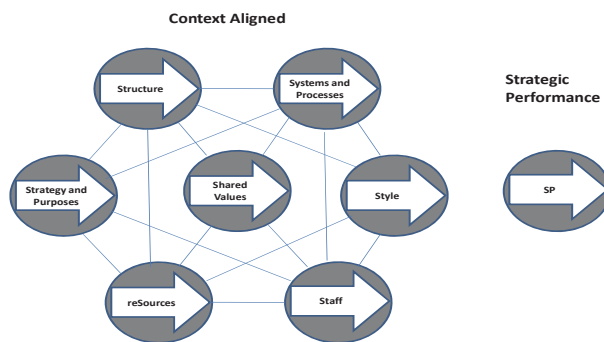 Context Aligned
Structure
Systems and
Processes
Strategic
Performance
Strategy and
Purposes
Shared
Values
Style
SP
reSources
Staff